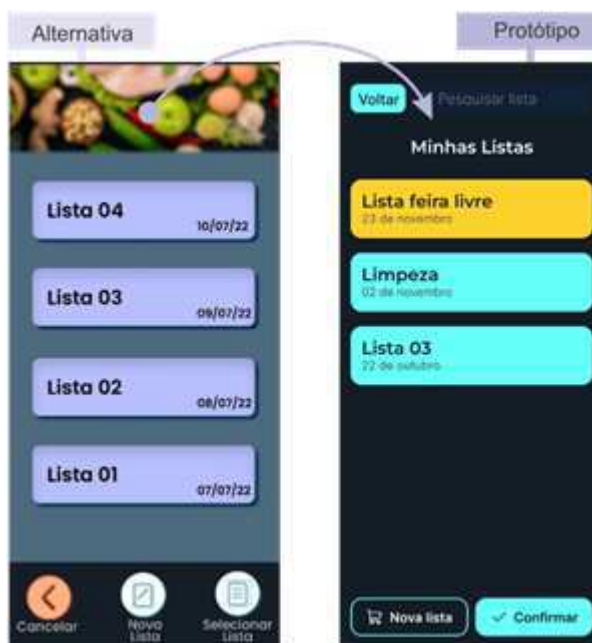 Alternativa
Lista 04
10/07/22
Lista 03
09/07/22
Lista 02
08/07/22
Lista 01
07/07/22
Cancelar
Nova
Lista
Selecionar
Lista
Protótipo
Voltar
Pesquisar lista
Minhas Listas
Lista feira livre
23 de novembro
Limpeza
02 de novembro
Lista 03
22 de outubro
Nova lista
Confirmar